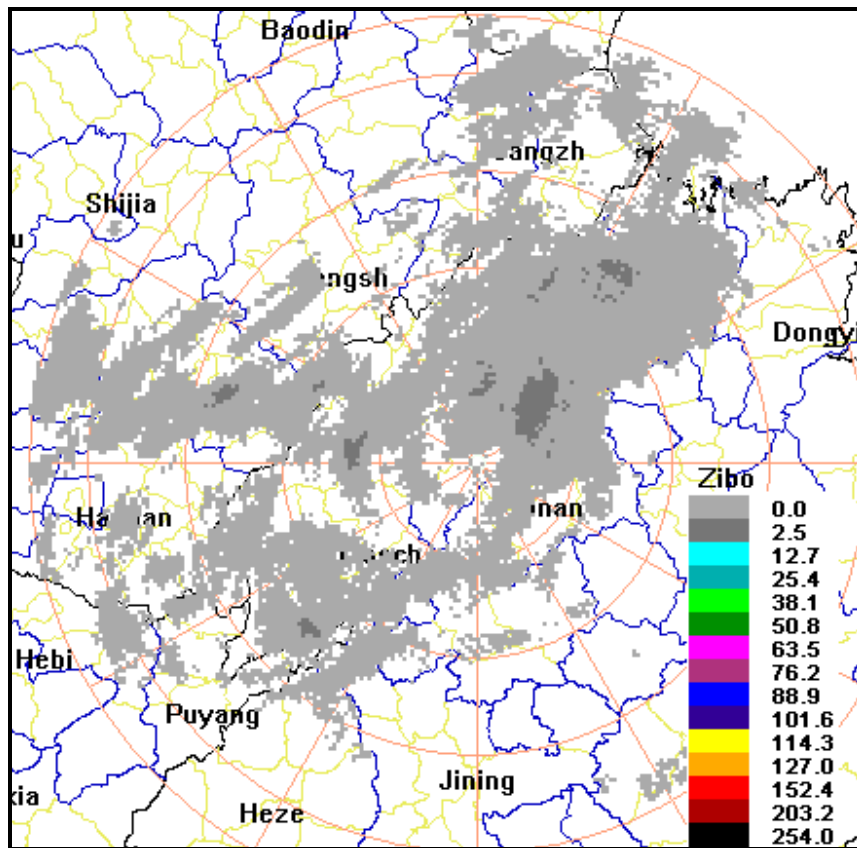 Baodin
angzh
Shijia
u
engsh
Dongyi
Zibo
Ha
an
nan
ch
Hebi
Puyang
Jining
xia
Heze
0.0
2.5
12.7
25.4
38.1
50.8
63.5
76.2
88.9
101.6
114.3
127.0
152.4
203.2
254.0